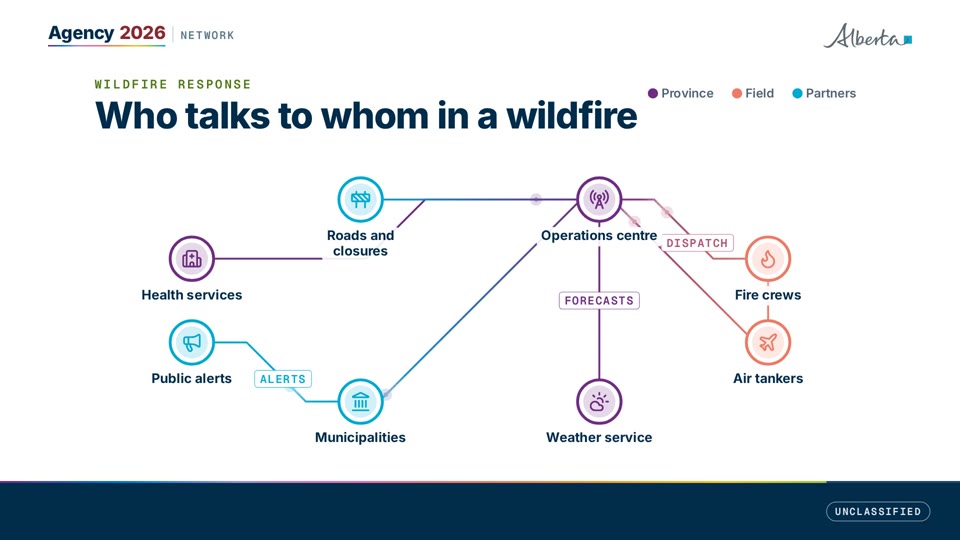 Agency 2026 | NETWORK
Alberta
WILDFIRE RESPONSE
Who talks to whom in a wildfire
Province Field Partners
Roads and
closures
Operations centre
DISPATCH
Health services
FORECASTS
Fire crews
Public alerts
ALERTS
Air tankers
Municipalities
Weather service
UNCLASSIFIED